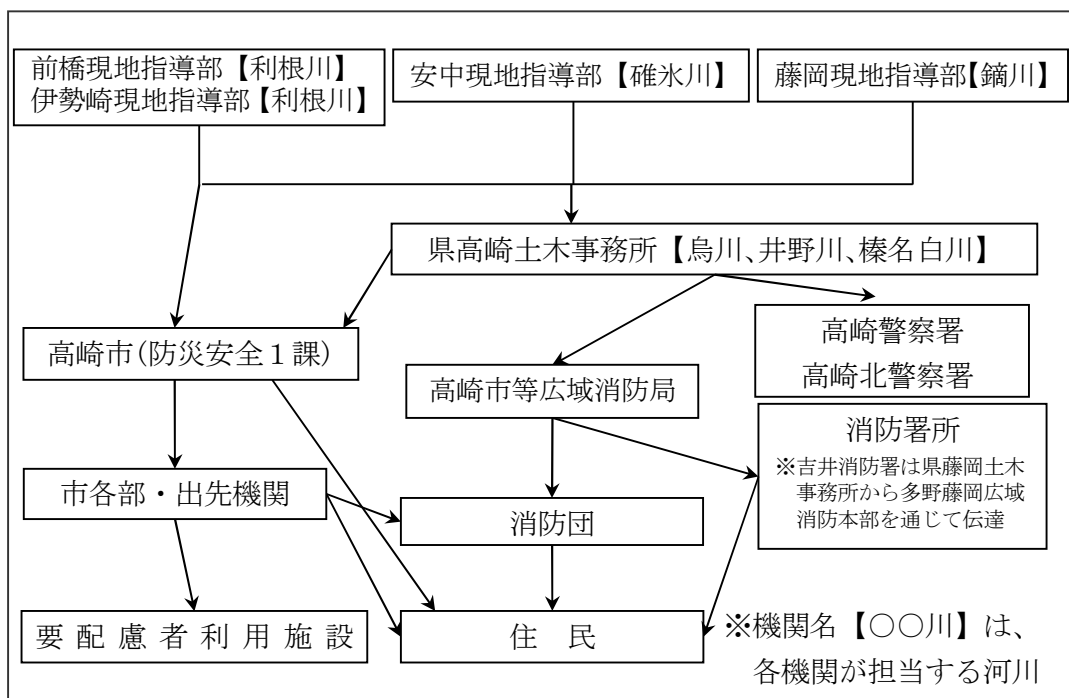 前橋現地指導部【利根川】
伊勢崎現地指導部【利根川】
安中現地指導部【碓氷川】
藤岡現地指導部【鏑川】
県高崎土木事務所【烏川、井野川、榛名白川】
高崎市(防災安全１課)
高崎警察署
高崎北警察署
高崎市等広域消防局
消防署所
※吉井消防署は県藤岡土木
事務所から多野藤岡広域
消防本部を通じて伝達
市各部・出先機関
消防団
要配慮者利用施設
住　民
※機関名【〇〇川】は、
各機関が担当する河川